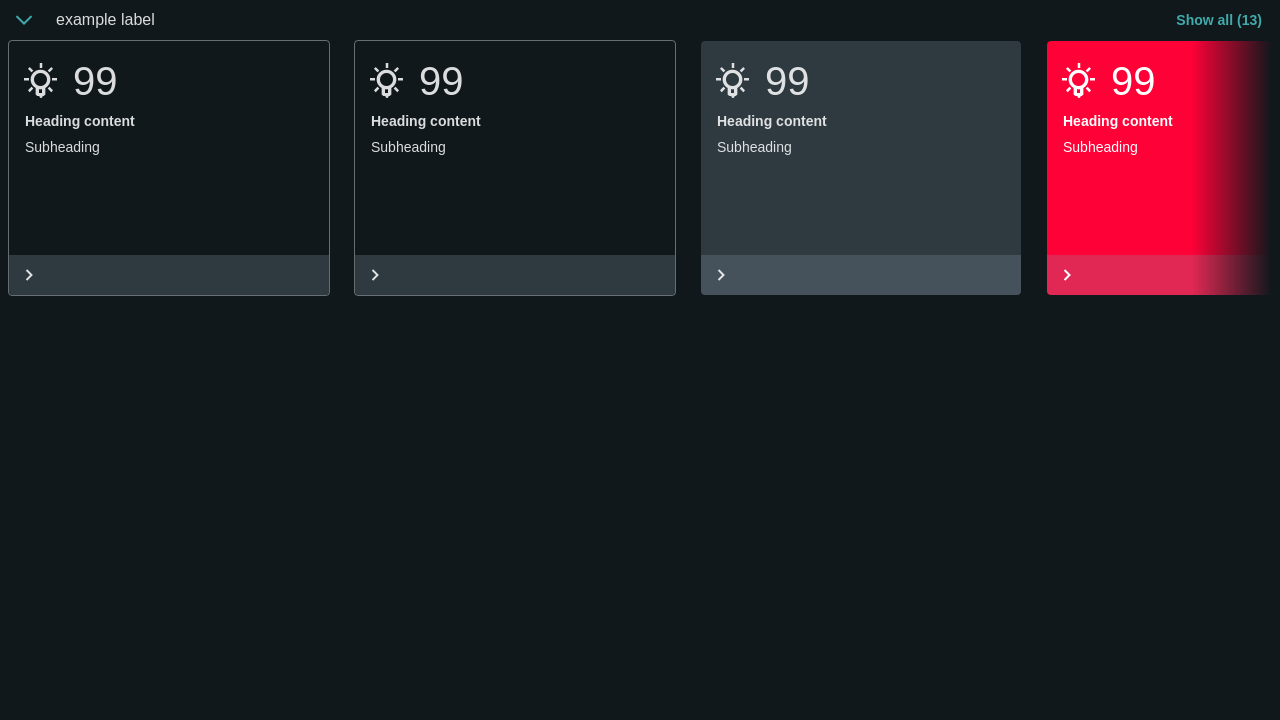 example label
Show all (13)
99
Heading content
Subheading
99
Heading content
Subheading
99
Heading content
Subheading
99
Heading content
Subheading